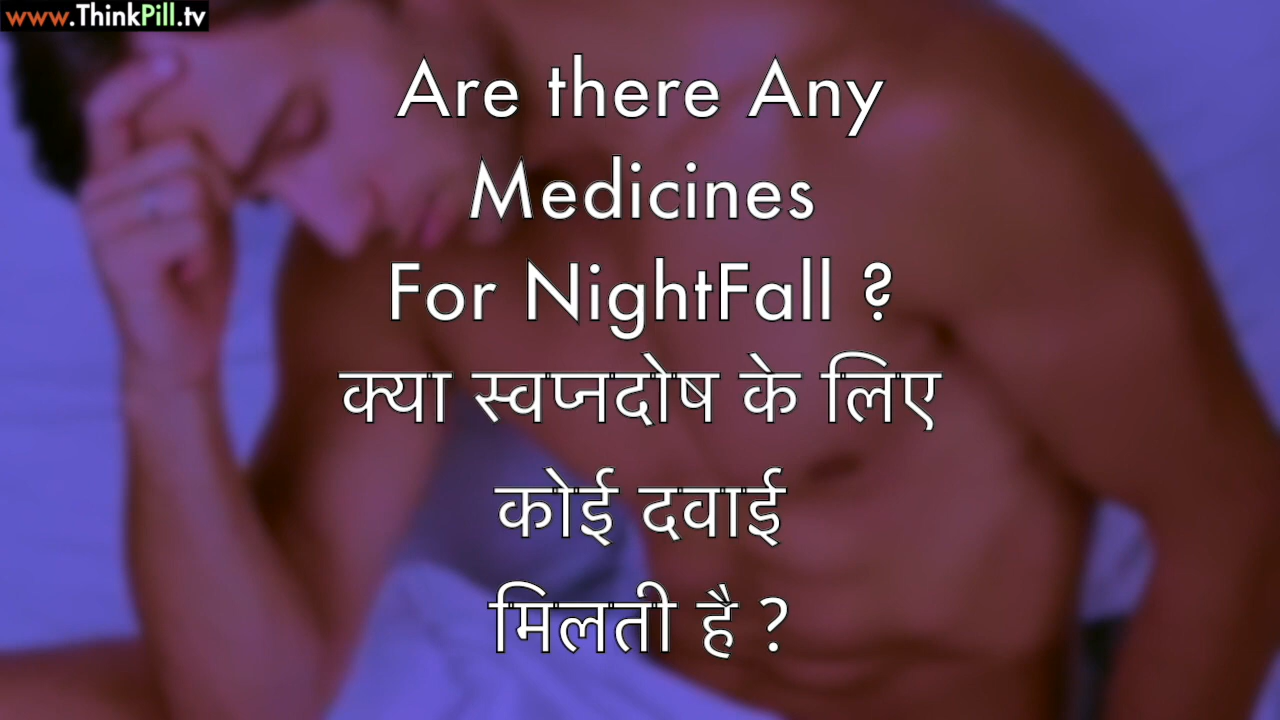 www.ThinkPill.tv
Are there Any
Medicines
For NightFall ?
क्या स्वप्नदोष के लिए
कोई दवाई
मिलती है ?